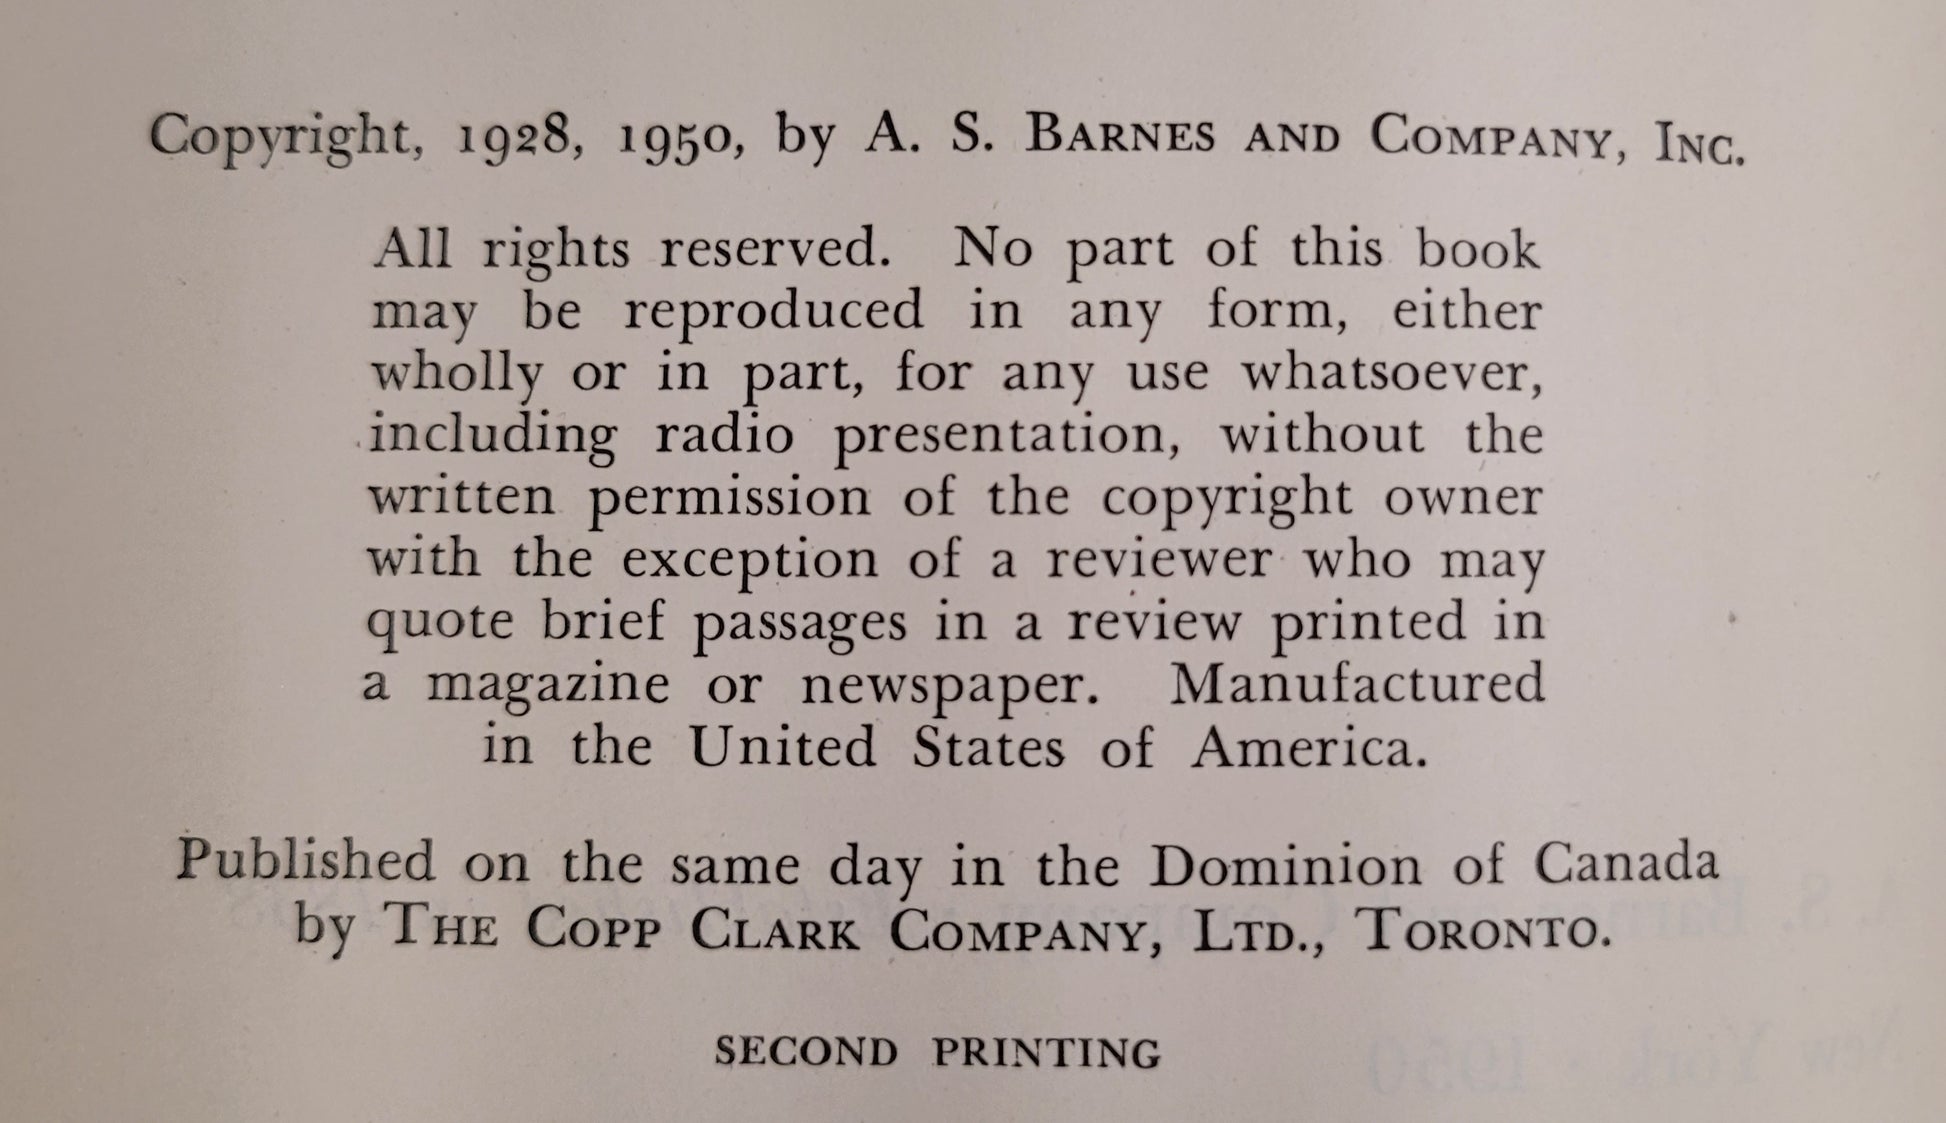 Copyright, 1928, 1950, by A. S. BARNES AND COMPANY, INC.
All rights reserved. No part of this book
may be reproduced in any form, either
wholly or in part, for any use whatsoever,
including radio presentation, without the
written permission of the copyright owner
with the exception of a reviewer who may
quote brief passages in a review printed in
a magazine or newspaper. Manufactured
in the United States of America.
Published on the same day in the Dominion of Canada
by THE COPP CLARK COMPANY, LTD., TORONTO.
SECOND PRINTING